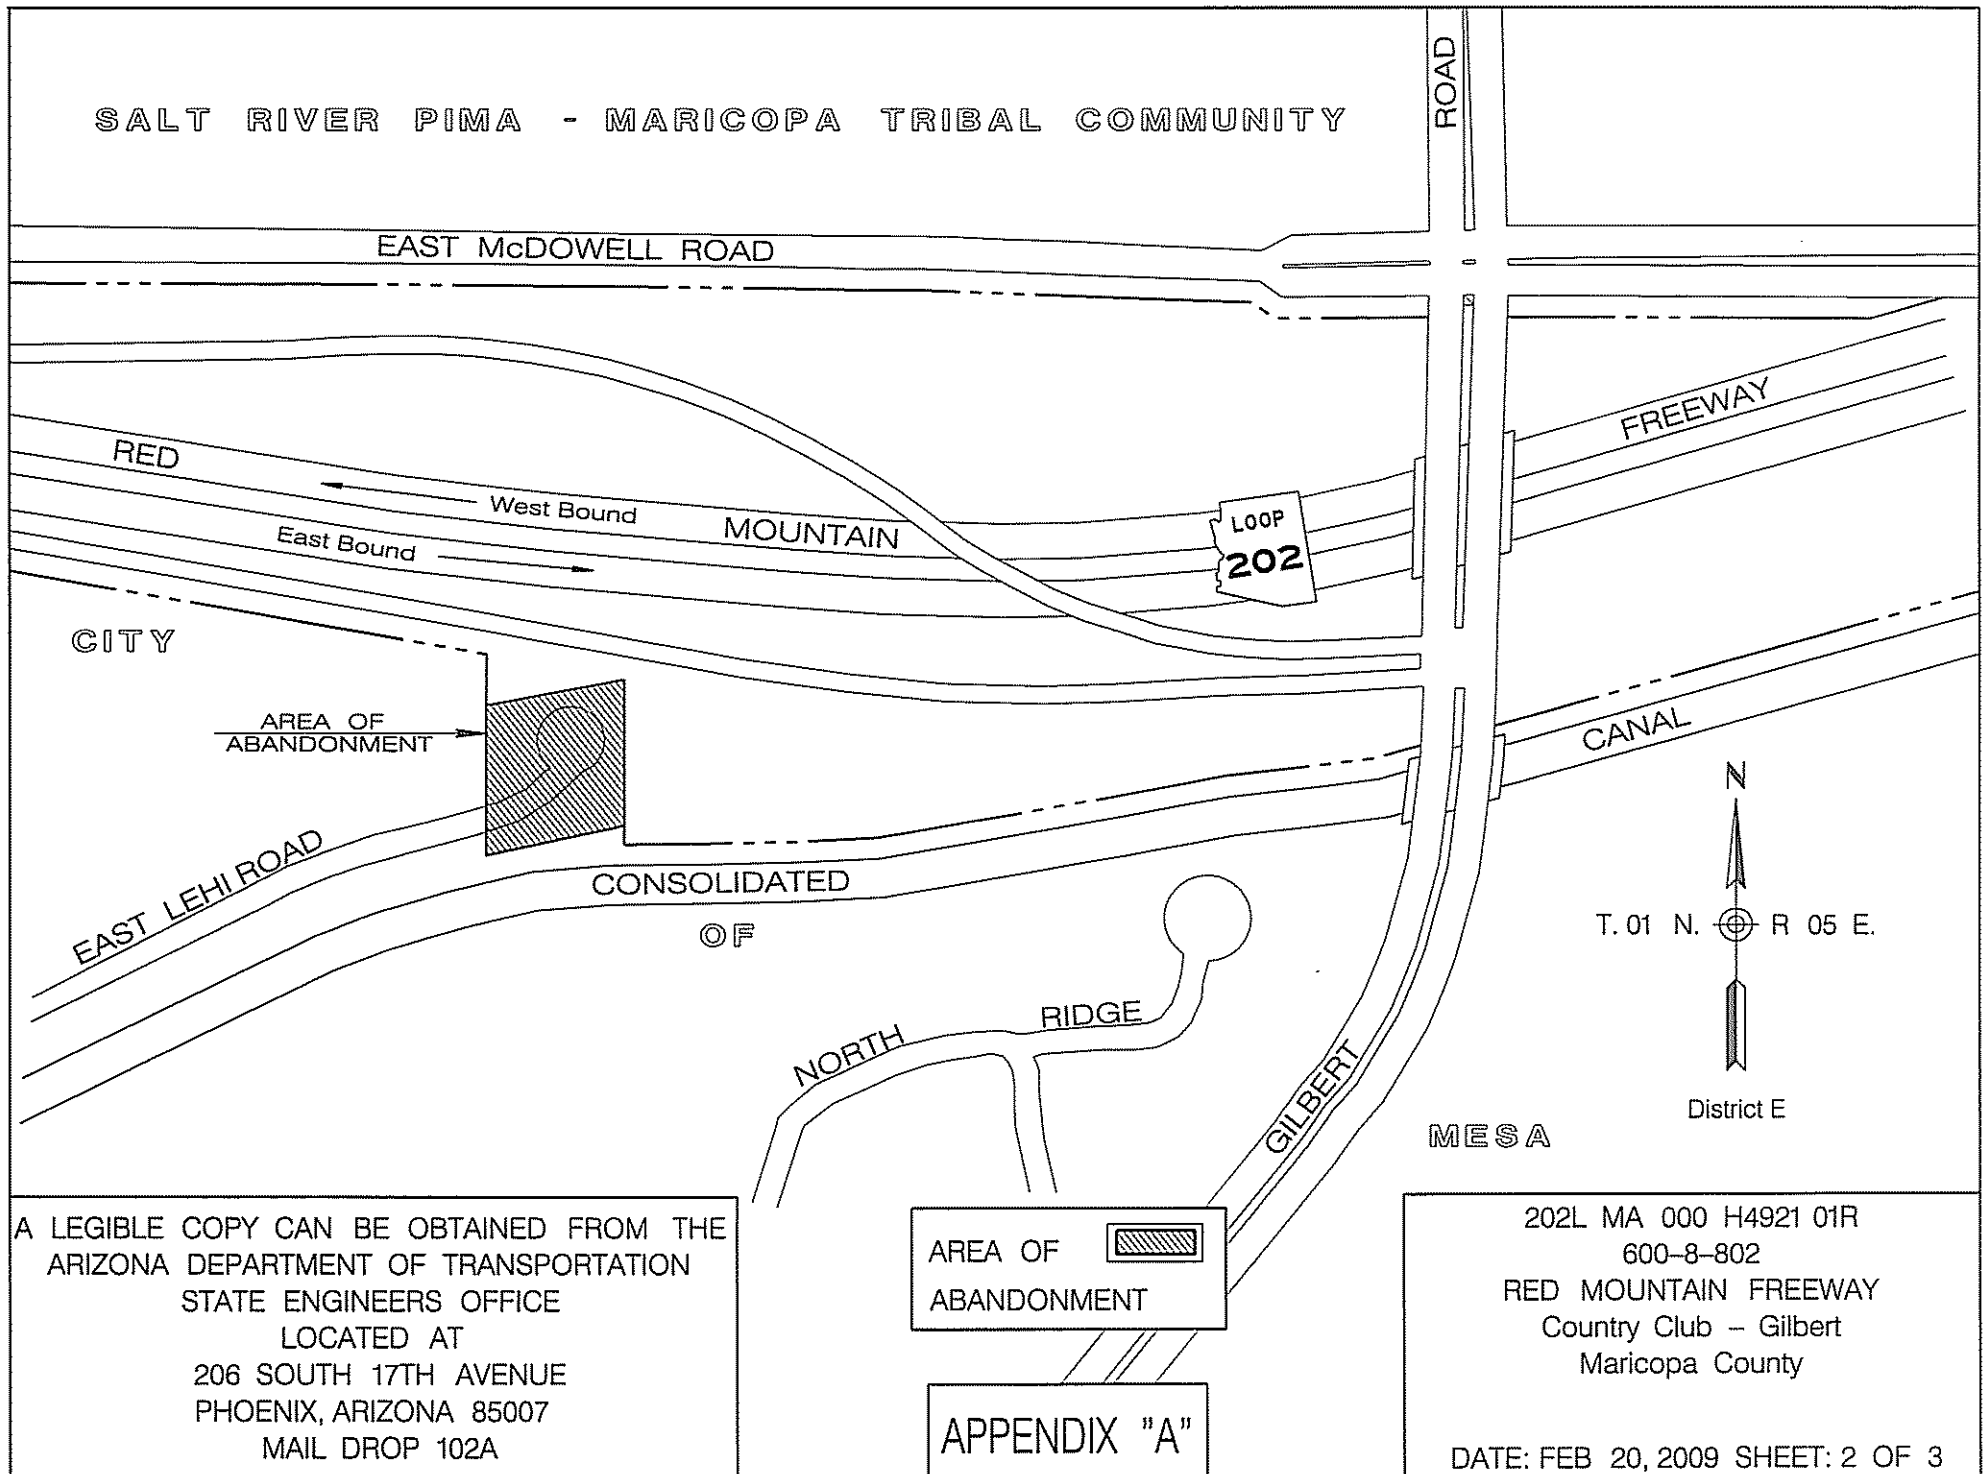 SALT RIVER PIMA - MARICOPA TRIBAL COMMUNITY
ROAD
EAST McDOWELL ROAD
FREEWAY
RED
West Bound
MOUNTAIN
LOOP
202
East Bound
CITY
AREA OF
ABANDONMENT
CANAL
N
EAST LEHI ROAD
CONSOLIDATED
OF
T. 01 N. R 05 E.
NORTH
RIDGE
GILBERT
District E
MESA
A LEGIBLE COPY CAN BE OBTAINED FROM THE
ARIZONA DEPARTMENT OF TRANSPORTATION
STATE ENGINEERS OFFICE
LOCATED AT
206 SOUTH 17TH AVENUE
PHOENIX, ARIZONA 85007
MAIL DROP 102A
AREA OF
ABANDONMENT
APPENDIX "A"
202L MA 000 H4921 01R
600-8-802
RED MOUNTAIN FREEWAY
Country Club - Gilbert
Maricopa County
DATE: FEB 20, 2009 SHEET: 2 OF 3